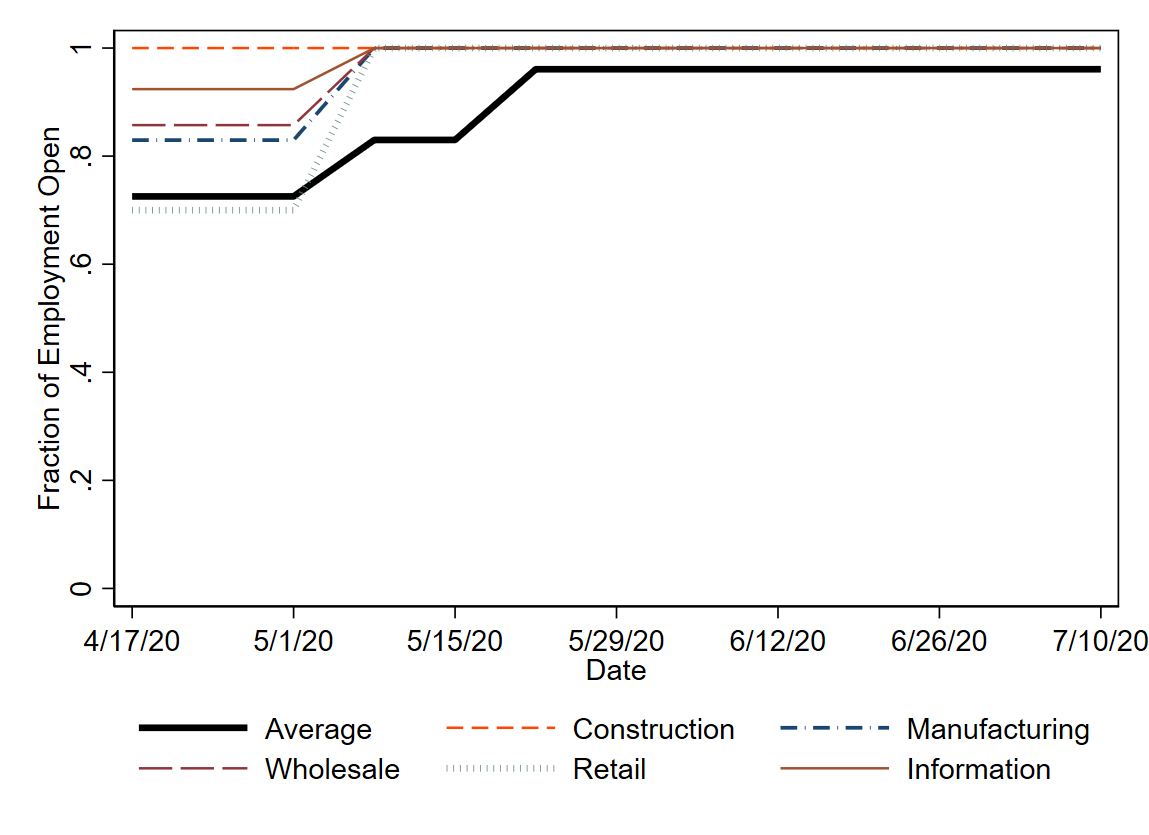 Fraction of Employment Open
1
.8
.6
.4
.2
0
4/17/20 5/1/20 5/15/20 5/29/20 6/12/20 6/26/20 7/10/20
Date
Average Construction Manufacturing
Wholesale Retail Information